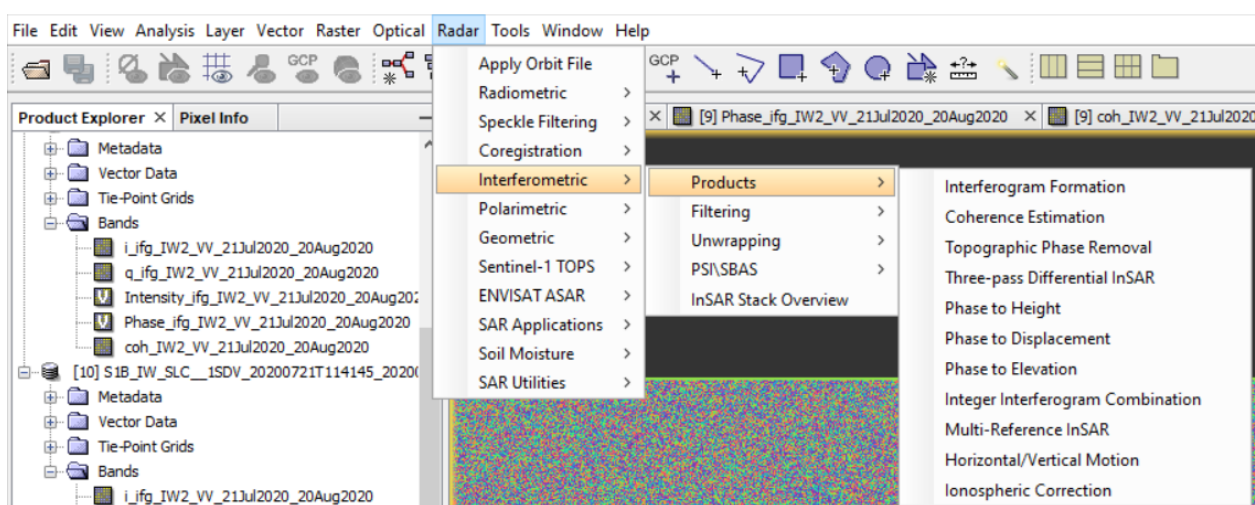 File Edit View Analysis Layer Vector Raster Optical Radar Tools Window Help
GCP
GCP
Product Explorer Pixel Info
[9] Phase_ifg_IW2_VV_21Jul2020_20Aug2020
[9] coh_IW2_VV_21Jul2020
Metadata
Vector Data
Tie-Point Grids
Bands
i_ifg_IW2_VV_21Jul2020_20Aug2020
q_ifg_IW2_VV_21Jul2020_20Aug2020
Intensity_ifg_IW2_VV_21Jul2020_20Aug202
Phase_ifg_IW2_VV_21Jul2020_20Aug2020
coh_IW2_VV_21Jul2020_20Aug2020
[10] S1B_IW_SLC__1SDV_20200721T114145_2020
Metadata
Vector Data
Tie-Point Grids
Bands
i_ifg_IW2_VV_21Jul2020_20Aug2020
Apply Orbit File
Radiometric
Speckle Filtering
Coregistration
Interferometric
Polarimetric
Geometric
Sentinel-1 TOPS
ENVISAT ASAR
SAR Applications
Soil Moisture
SAR Utilities
Products
Filtering
Unwrapping
PSI\SBAS
InSAR Stack Overview
Interferogram Formation
Coherence Estimation
Topographic Phase Removal
Three-pass Differential InSAR
Phase to Height
Phase to Displacement
Phase to Elevation
Integer Interferogram Combination
Multi-Reference InSAR
Horizontal/Vertical Motion
Ionospheric Correction